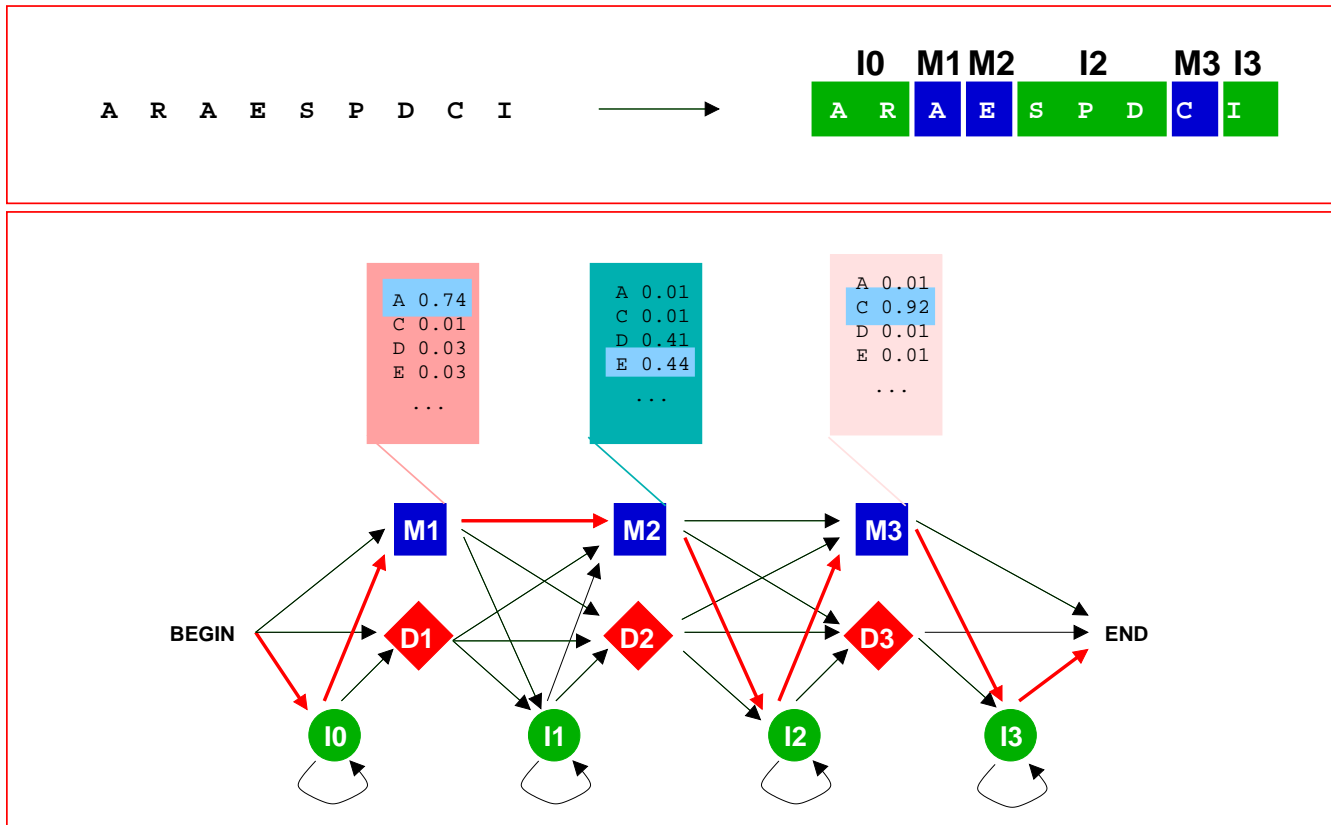 I0 M1 M2 I2 M3 I3
A R A E S P D C I A R A E S P D C I
A 0.74
C 0.01
D 0.03
E 0.03
...
A 0.01
C 0.01
D 0.41
E 0.44
...
A 0.01
C 0.92
D 0.01
E 0.01
...
M1 M2 M3
BEGIN D1 D2 D3 END
I0 I1 I2 I3